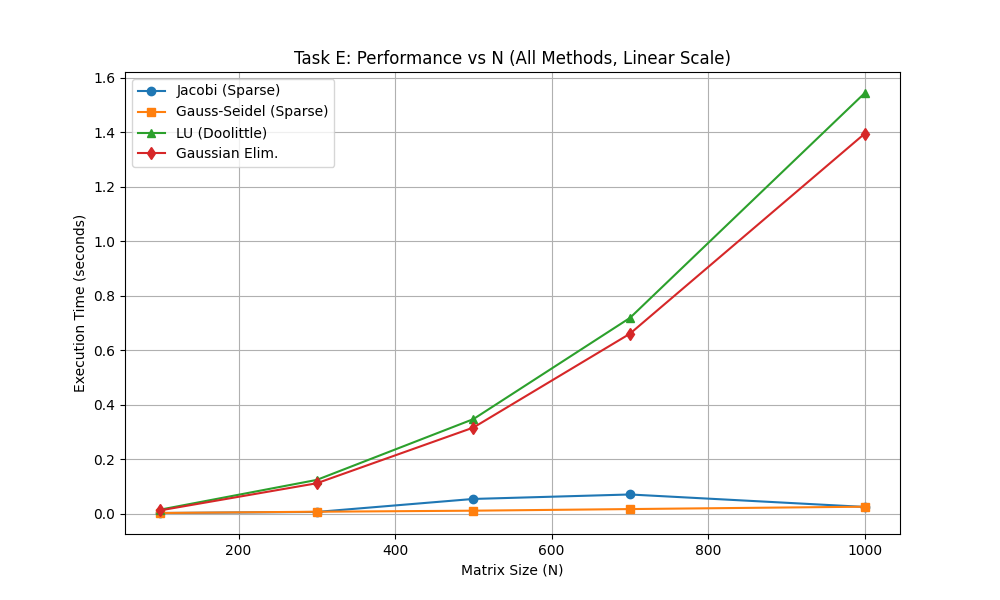 Task E: Performance vs N (All Methods, Linear Scale)
Jacobi (Sparse)
Gauss-Seidel (Sparse)
LU (Doolittle)
Gaussian Elim.
Execution Time (seconds)
1.6
1.4
1.2
1.0
0.8
0.6
0.4
0.2
0.0
200 400 600 800 1000
Matrix Size (N)